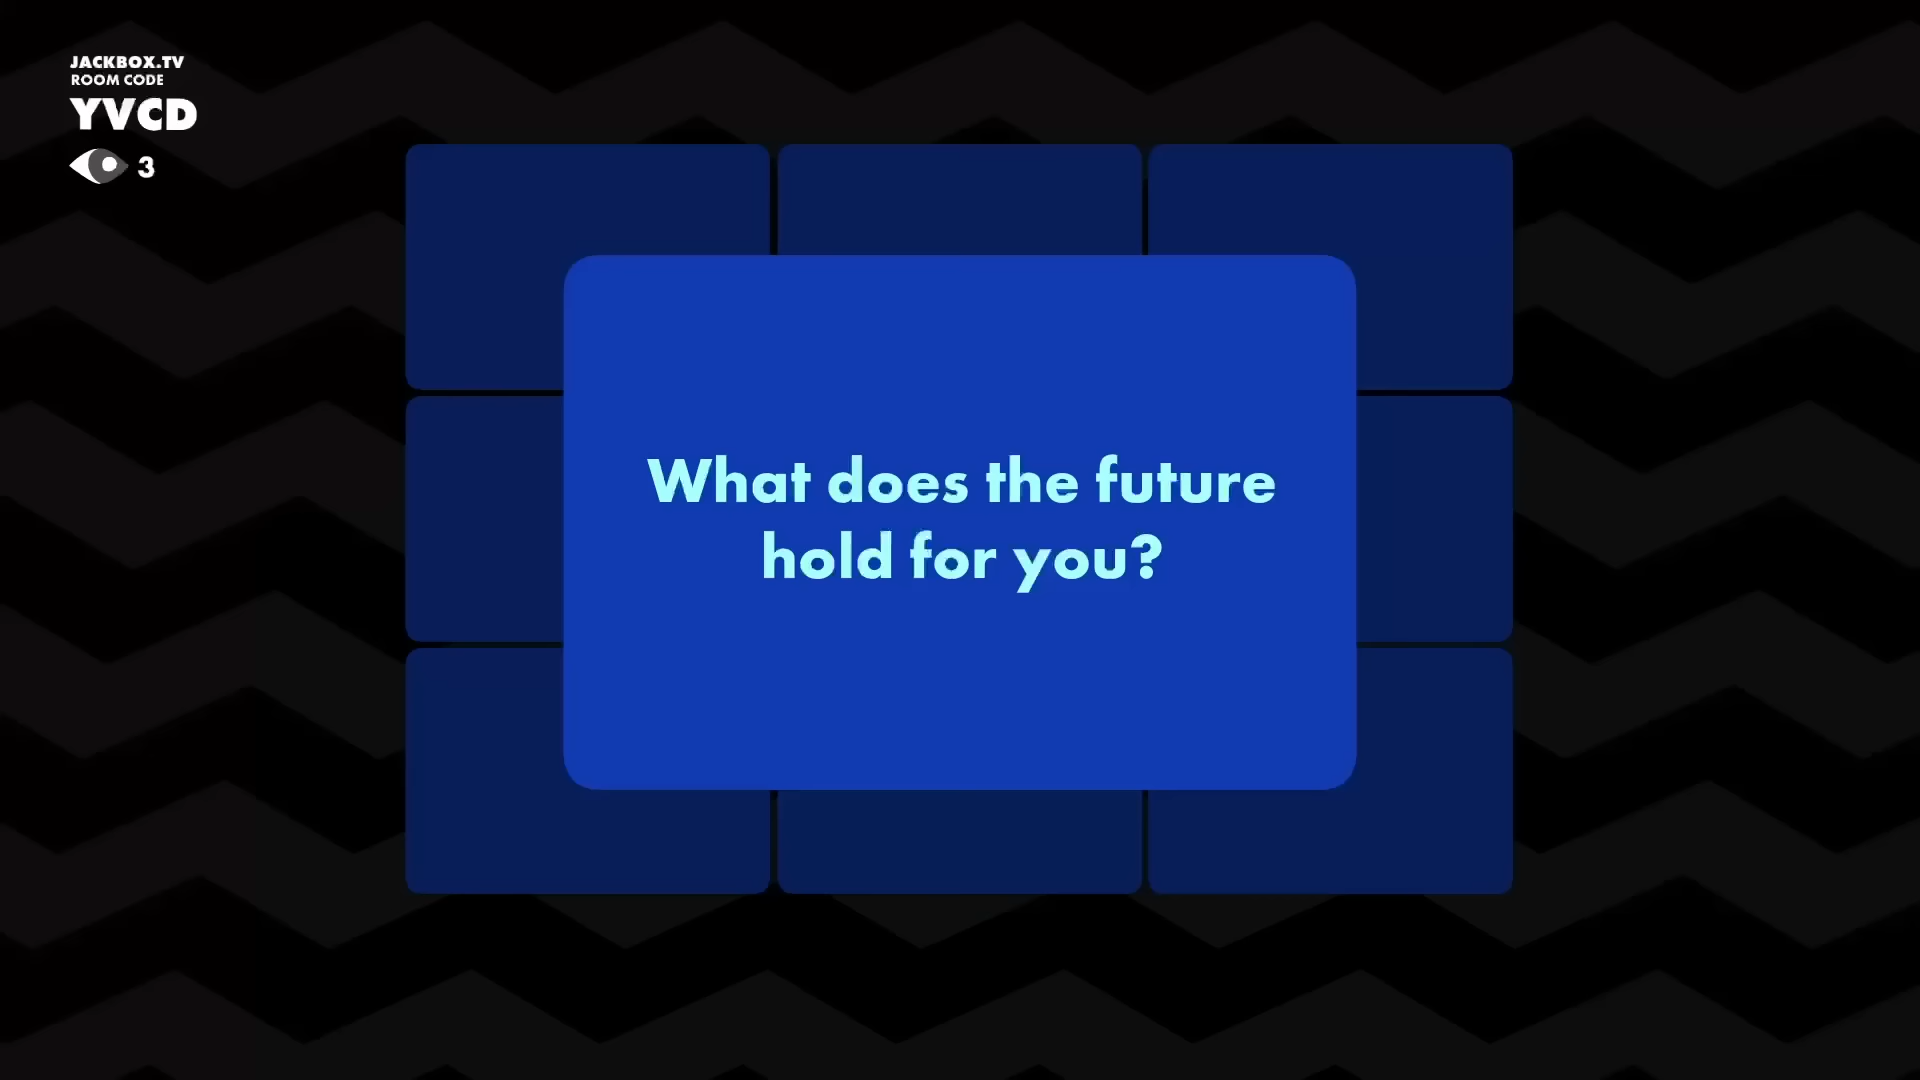 JACKBOX.TV
ROOM CODE
YVCD
3
What does the future
hold for you?